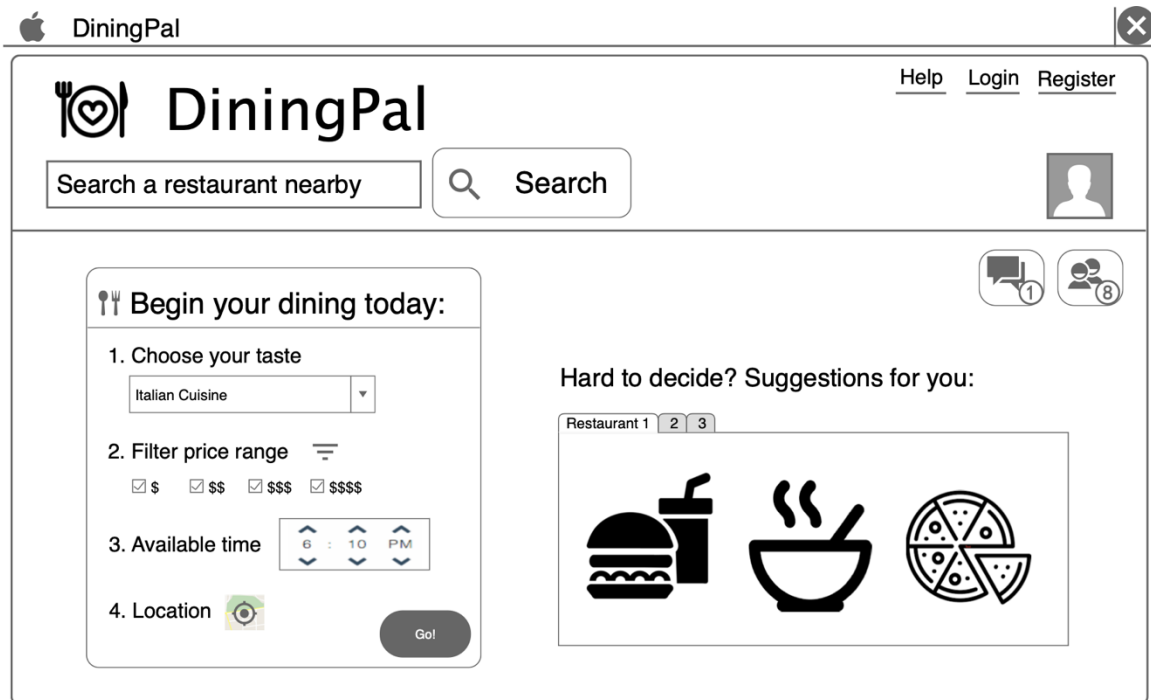 DiningPal
Help Login Register
DiningPal
Search a restaurant nearby
Search
1
8
Begin your dining today:
1. Choose your taste
Italian Cuisine
2. Filter price range
$ $$ $$$ $$$$
3. Available time
6 : 10 PM
4. Location
Go!
Hard to decide? Suggestions for you:
Restaurant 1 2 3